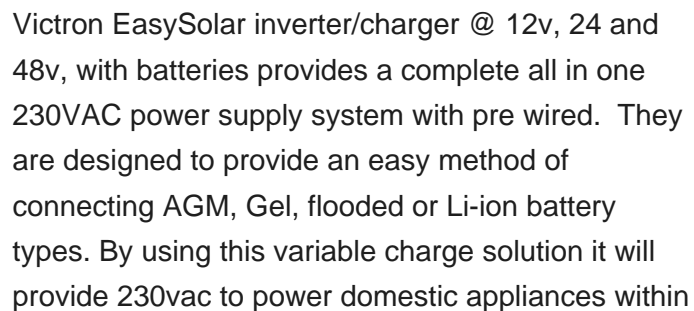 Victron EasySolar inverter/charger @ 12v, 24 and
48v, with batteries provides a complete all in one
230VAC power supply system with pre wired.  They
are designed to provide an easy method of
connecting AGM, Gel, flooded or Li-ion battery
types. By using this variable charge solution it will
provide 230vac to power domestic appliances within